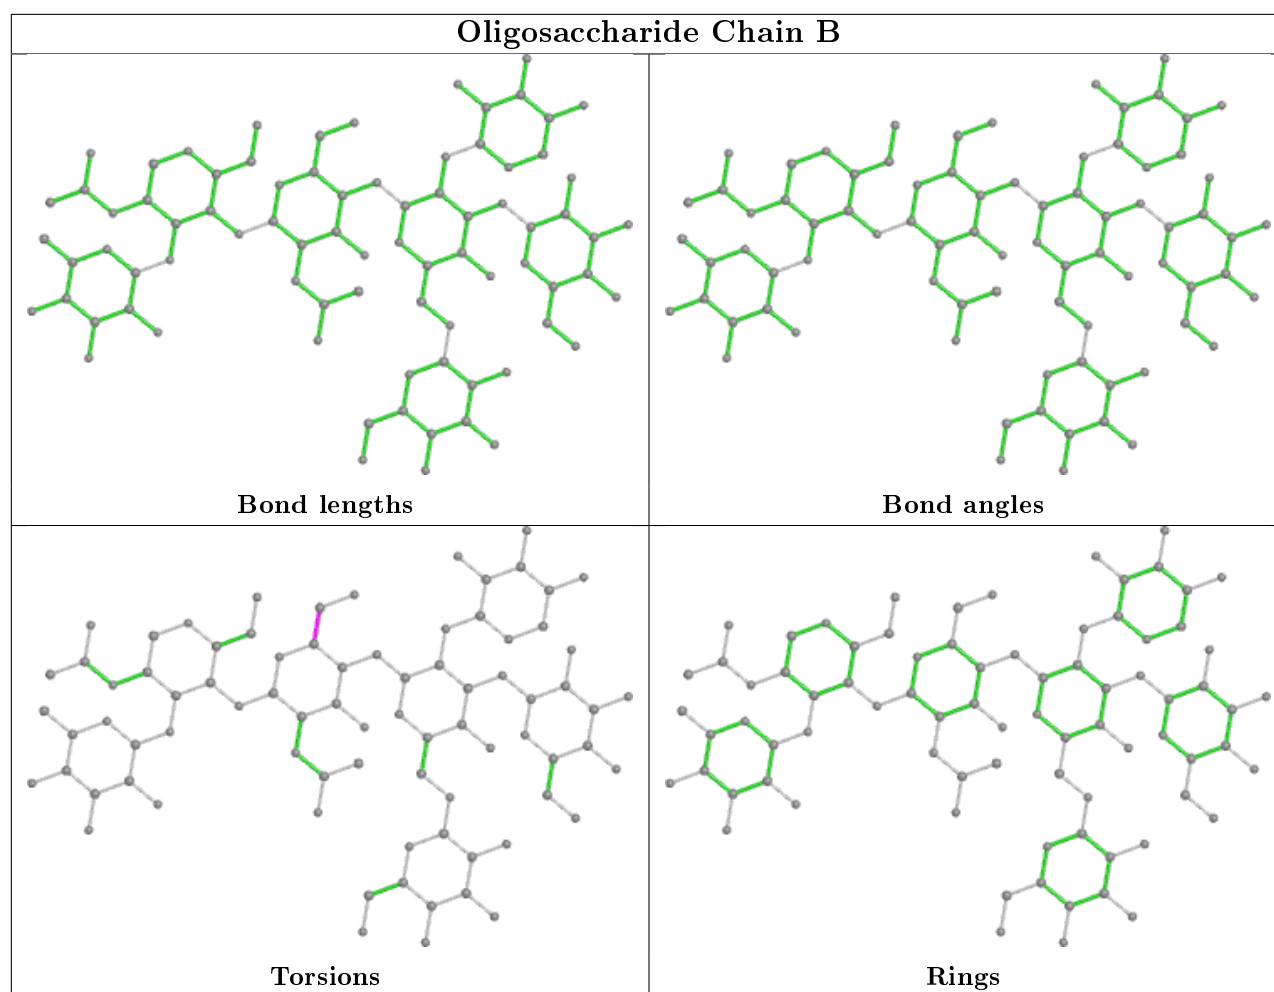 Oligosaccharide Chain B
Bond lengths
Bond angles
Torsions
Rings